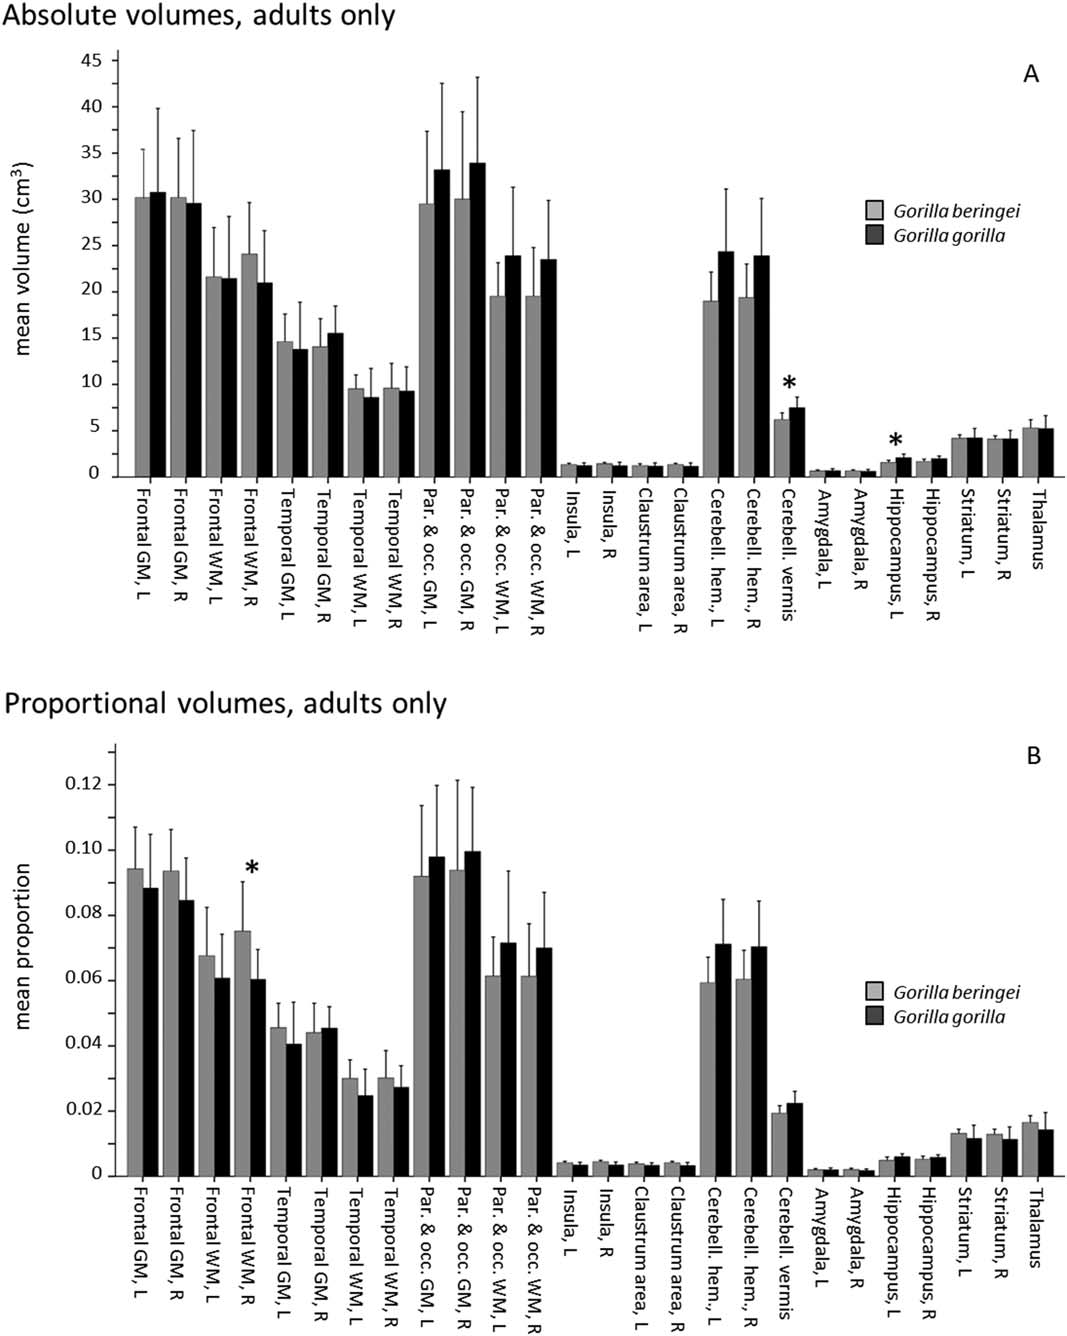 Absolute volumes, adults only
A
mean volume (cm³)
45
40
35
30
25
20
15
10
5
0
*
*
Gorilla beringei
Gorilla gorilla
Frontal GM, L
Frontal GM, R
Frontal WM, L
Frontal WM, R
Temporal GM, L
Temporal GM, R
Temporal WM, L
Temporal WM, R
Par. & occ. GM, L
Par. & occ. GM, R
Par. & occ. WM, L
Par. & occ. WM, R
Insula, L
Insula, R
Claustrum area, L
Claustrum area, R
Cerebell. hem., L
Cerebell. hem., R
Cerebell. vermis
Amygdala, L
Amygdala, R
Hippocampus, L
Hippocampus, R
Striatum, L
Striatum, R
Thalamus
Proportional volumes, adults only
B
mean proportion
0.12
0.10
0.08
0.06
0.04
0.02
0
*
Gorilla beringei
Gorilla gorilla
Frontal GM, L
Frontal GM, R
Frontal WM, L
Frontal WM, R
Temporal GM, L
Temporal GM, R
Temporal WM, L
Temporal WM, R
Par. & occ. GM, L
Par. & occ. GM, R
Par. & occ. WM, L
Par. & occ. WM, R
Insula, L
Insula, R
Claustrum area, L
Claustrum area, R
Cerebell. hem., L
Cerebell. hem., R
Cerebell. vermis
Amygdala, L
Amygdala, R
Hippocampus, L
Hippocampus, R
Striatum, L
Striatum, R
Thalamus